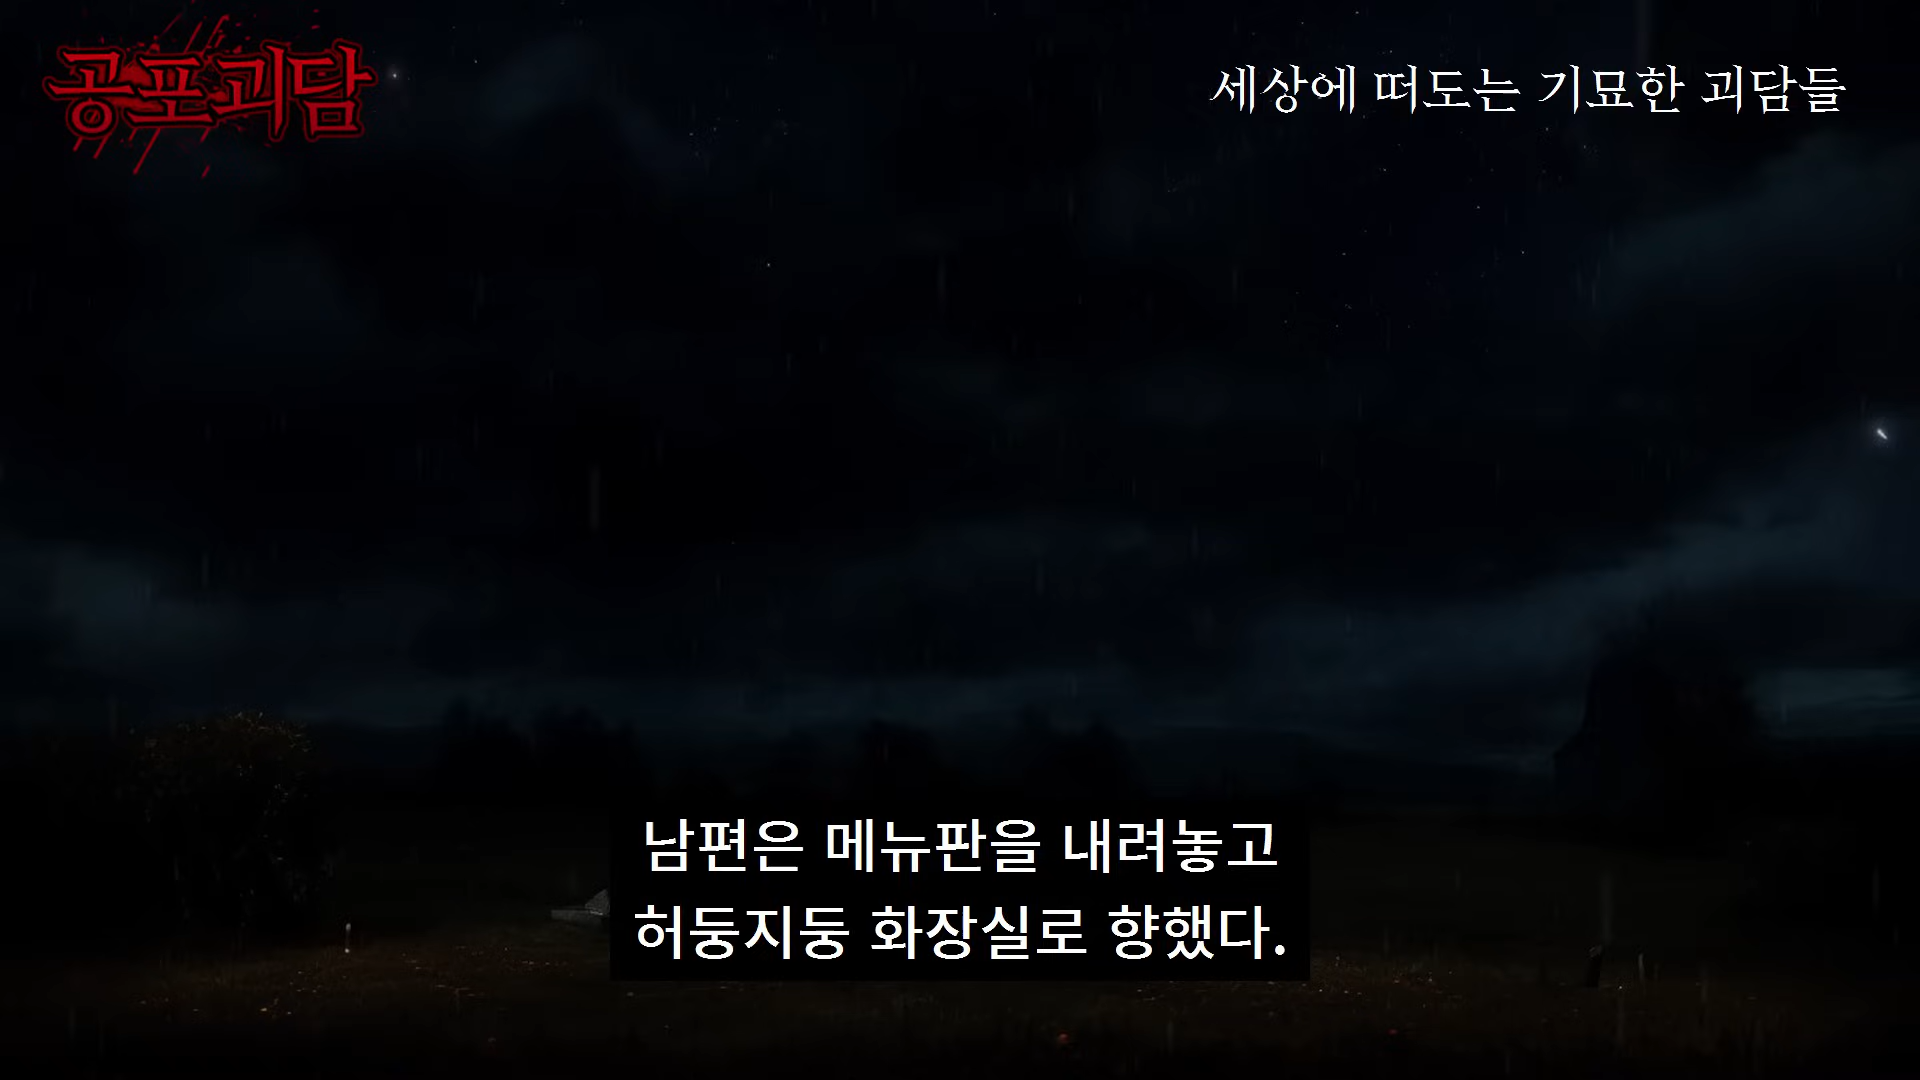 공포괴담
세상에 떠도는 기묘한 괴담들
남편은 메뉴판을 내려놓고
허둥지둥 화장실로 향했다.